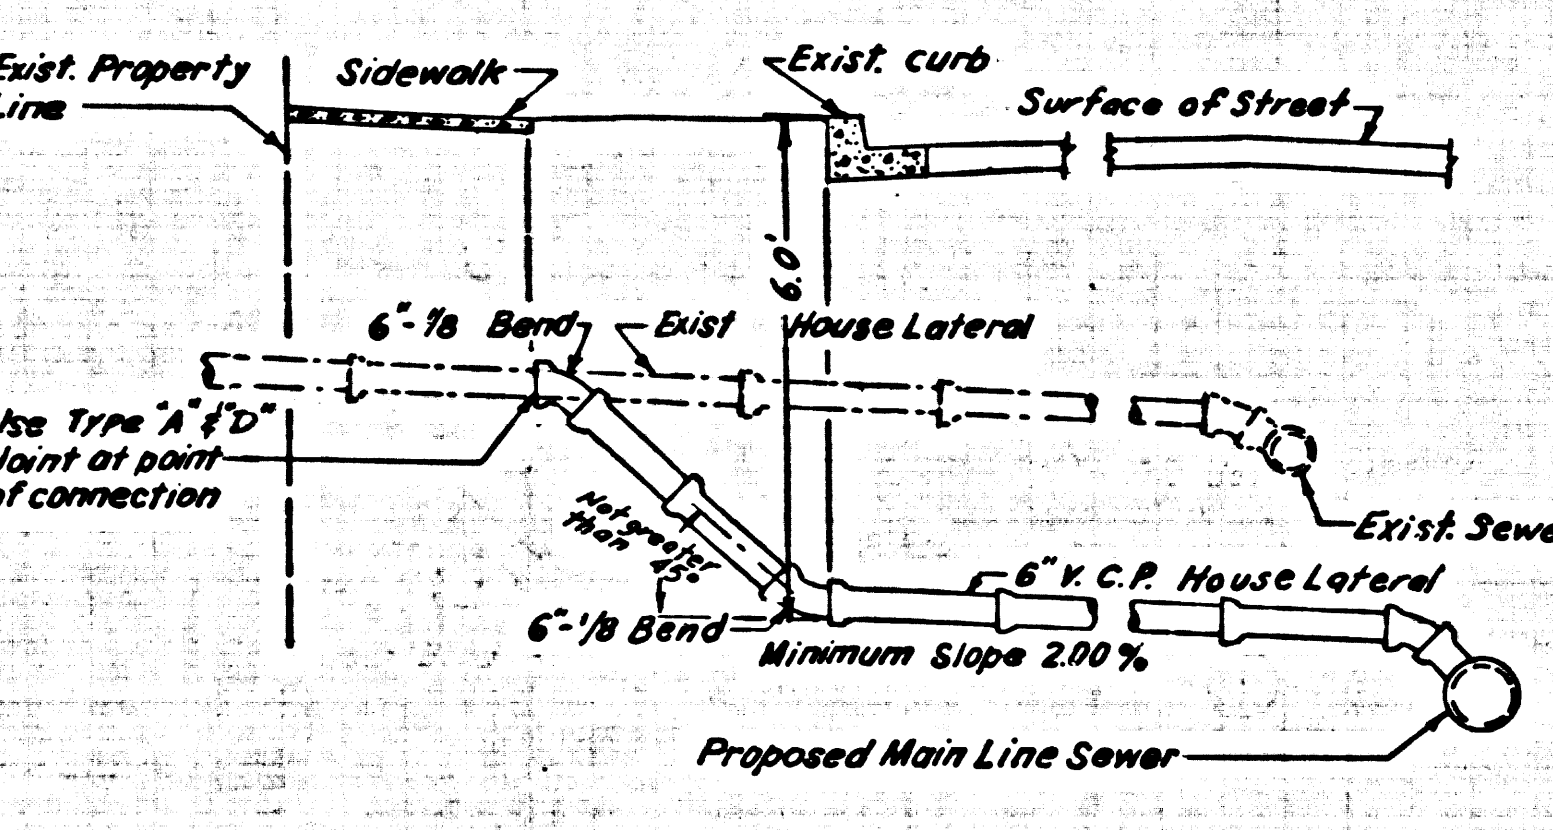 Exist. Property
Line
Sidewalk
Exist. curb
Surface of Street
6.0'
6"-1/8 Bend
Exist House Lateral
Use Type "A" & "D"
Joint at point
of connection
Not greater
than 45°
Exist. Sewe
6" V. C. P. House Lateral
6"-1/8 Bend
Minimum Slope 2.00 %
Proposed Main Line Sewer